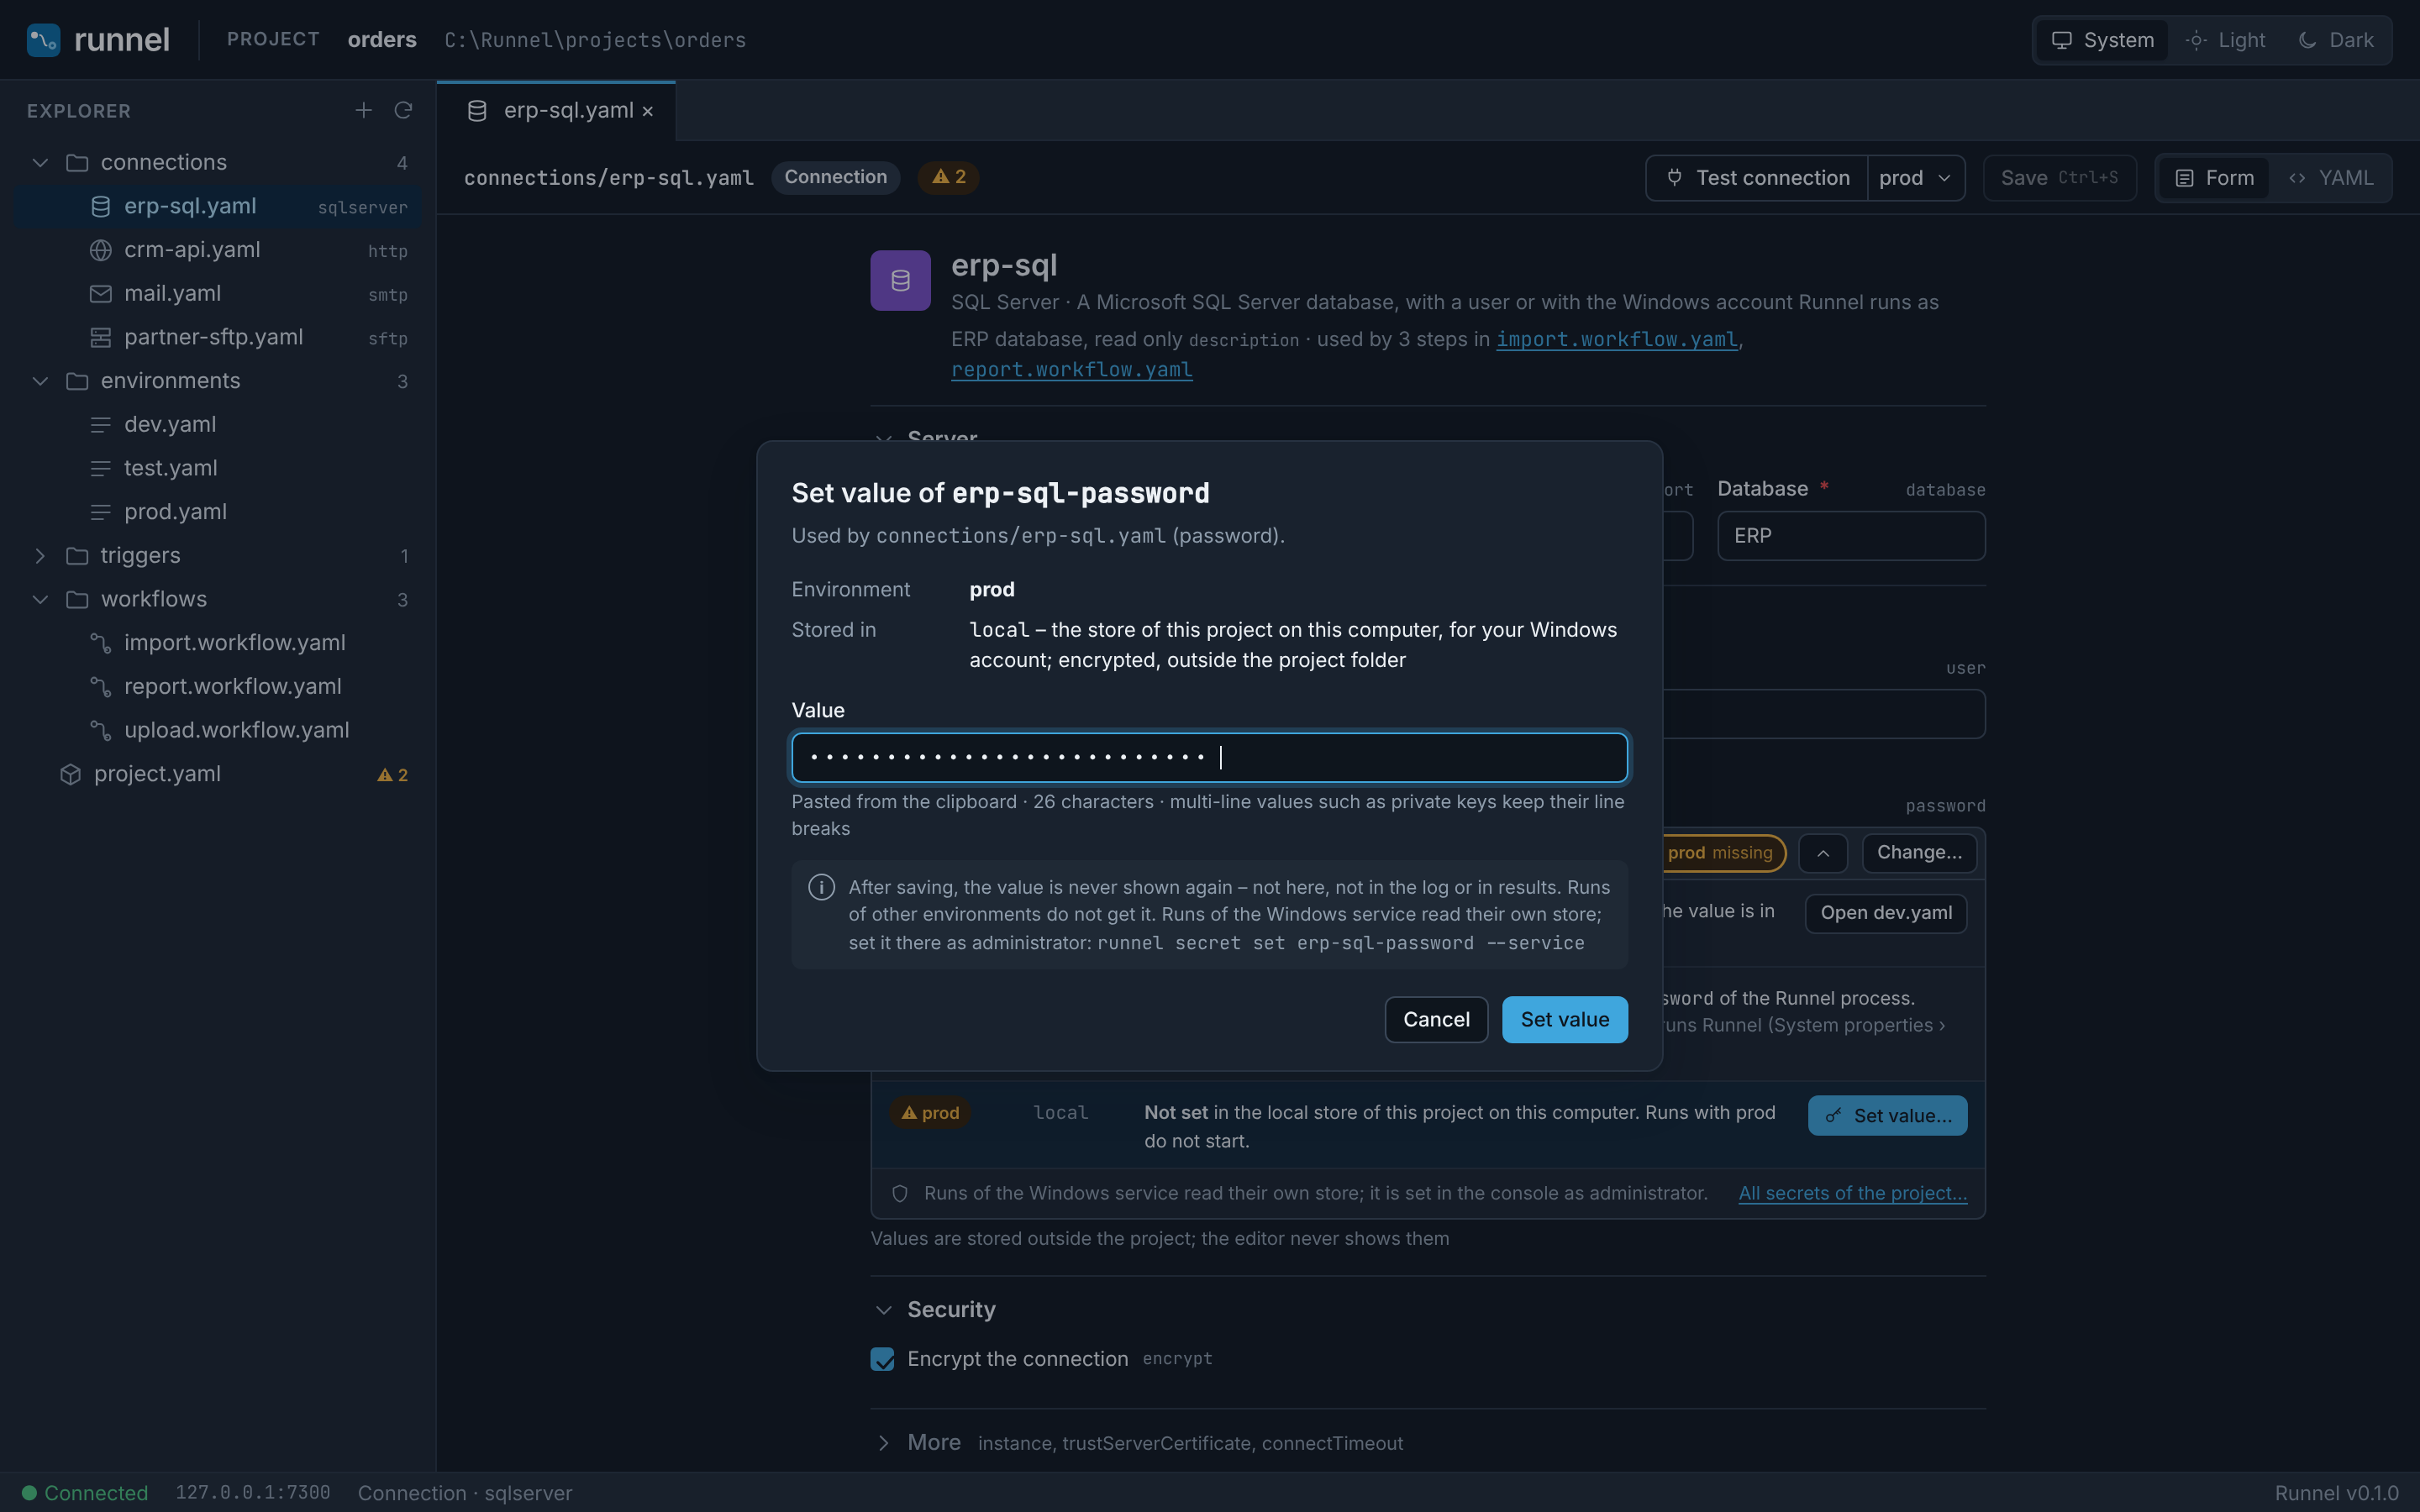 runnel PROJECT orders C:\Runnel\projects\orders System Light Dark
EXPLORER
connections 4
erp-sql.yaml sqlserver
crm-api.yaml http
mail.yaml smtp
partner-sftp.yaml sftp
environments 3
dev.yaml
test.yaml
prod.yaml
triggers 1
workflows 3
import.workflow.yaml
report.workflow.yaml
upload.workflow.yaml
project.yaml 2
erp-sql.yaml ×
connections/erp-sql.yaml Connection 2 Test connection prod Save Ctrl+S Form YAML
erp-sql
SQL Server · A Microsoft SQL Server database, with a user or with the Windows account Runnel runs as
ERP database, read only description · used by 3 steps in import.workflow.yaml,
report.workflow.yaml
Server
ort Database * database
ERP
user
password
prod missing Change...
he value is in Open dev.yaml
sword of the Runnel process.
runs Runnel (System properties ›
Set value of erp-sql-password
Used by connections/erp-sql.yaml (password).
Environment prod
Stored in local – the store of this project on this computer, for your Windows
account; encrypted, outside the project folder
Value
••••••••••••••••••••••••••
Pasted from the clipboard · 26 characters · multi-line values such as private keys keep their line
breaks
After saving, the value is never shown again – not here, not in the log or in results. Runs
of other environments do not get it. Runs of the Windows service read their own store;
set it there as administrator: runnel secret set erp-sql-password --service
Cancel Set value
prod local Not set in the local store of this project on this computer. Runs with prod
do not start.
Set value...
Runs of the Windows service read their own store; it is set in the console as administrator. All secrets of the project...
Values are stored outside the project; the editor never shows them
Security
Encrypt the connection encrypt
More instance, trustServerCertificate, connectTimeout
Connected 127.0.0.1:7300 Connection · sqlserver Runnel v0.1.0